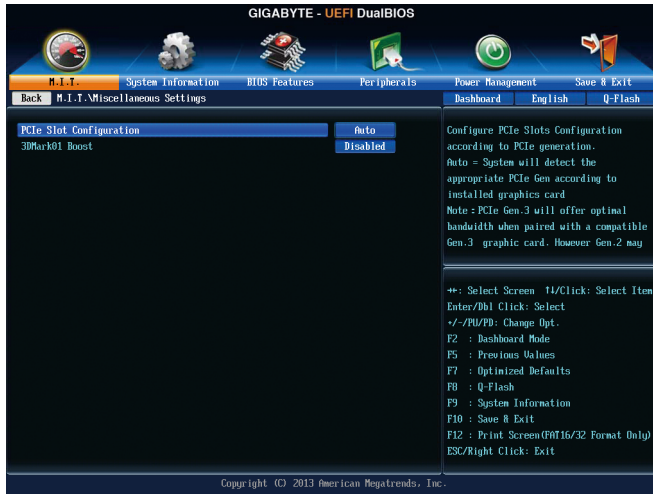 GIGABYTE - UEFI DualBIOS
M.I.T. System Information BIOS Features Peripherals Power Management Save & Exit
Back M.I.T.\Miscellaneous Settings Dashboard English Q-Flash
PCIe Slot Configuration Auto
3DMark01 Boost Disabled
Configure PCIe Slots Configuration
according to PCIe generation.
Auto = System will detect the
appropriate PCIe Gen according to
installed graphics card
Note : PCIe Gen.3 will offer optimal
bandwidth when paired with a compatible
Gen.3 graphic card. However Gen.2 may
→←: Select Screen ↑↓/Click: Select Item
Enter/Dbl Click: Select
+/-/PU/PD: Change Opt.
F2 : Dashboard Mode
F5 : Previous Values
F7 : Optimized Defaults
F8 : Q-Flash
F9 : System Information
F10 : Save & Exit
F12 : Print Screen(FAT16/32 Format Only)
ESC/Right Click: Exit
Copyright (C) 2013 American Megatrends, Inc.